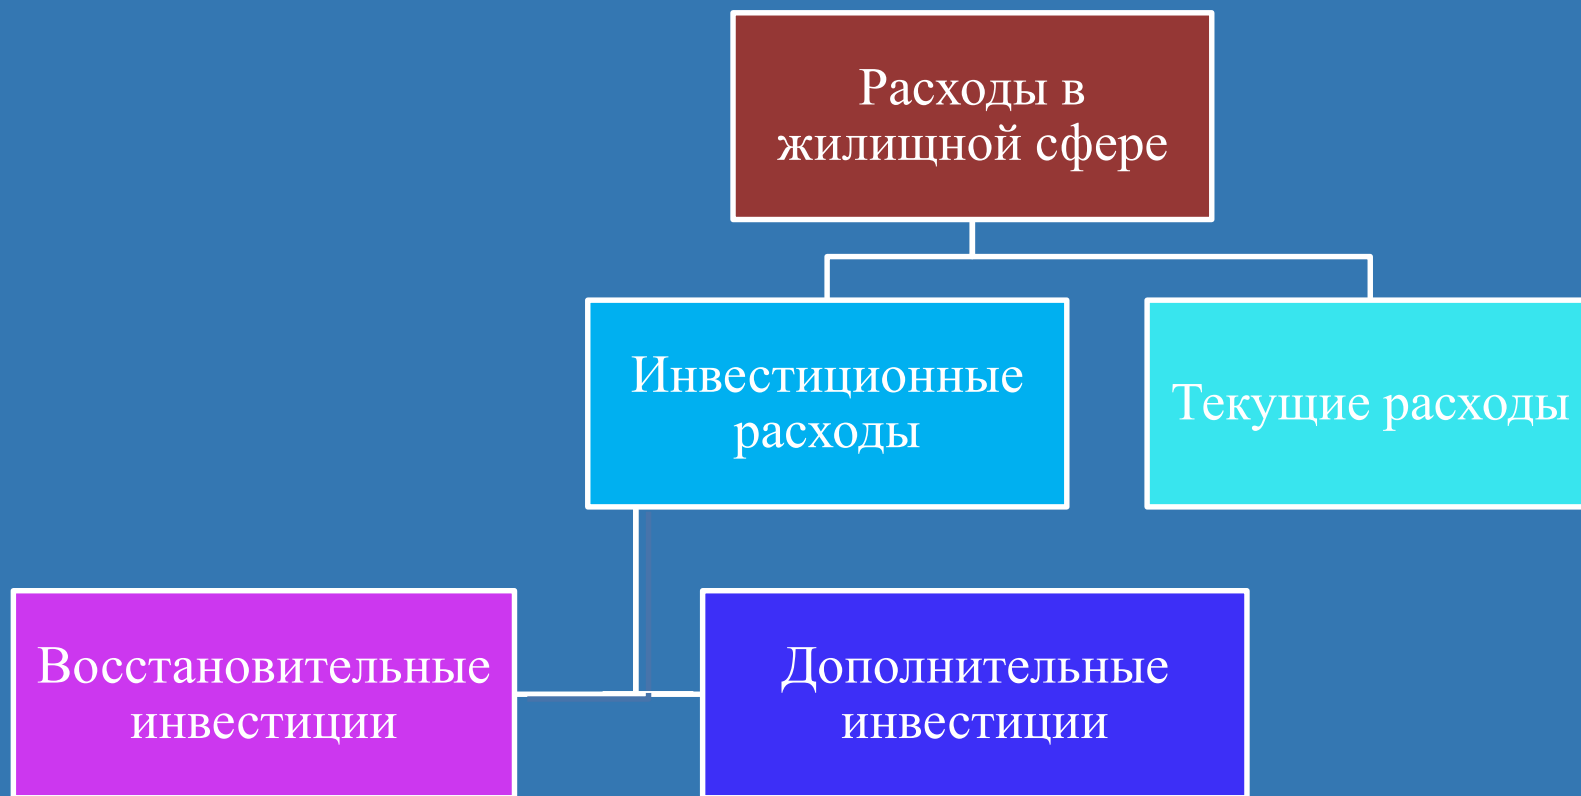 Расходы в
жилищной сфере
Инвестиционные
расходы
Текущие расходы
Восстановительные
инвестиции
Дополнительные
инвестиции